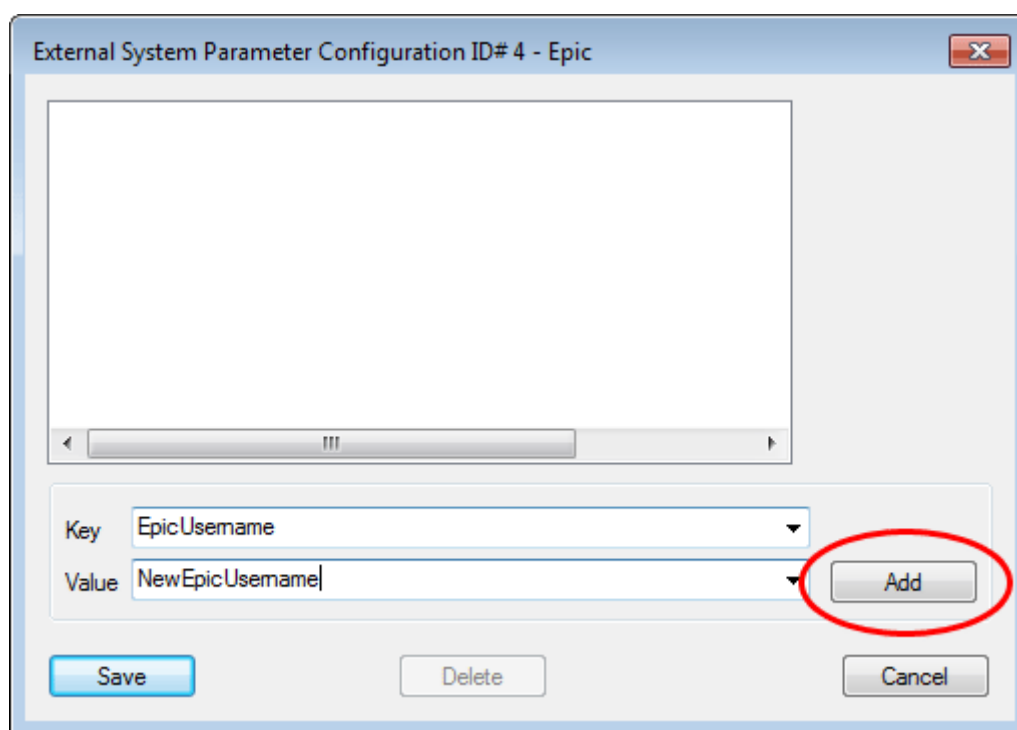 External System Parameter Configuration ID# 4 - Epic
Key EpicUsername
Value NewEpicUsername Add
Save Delete Cancel